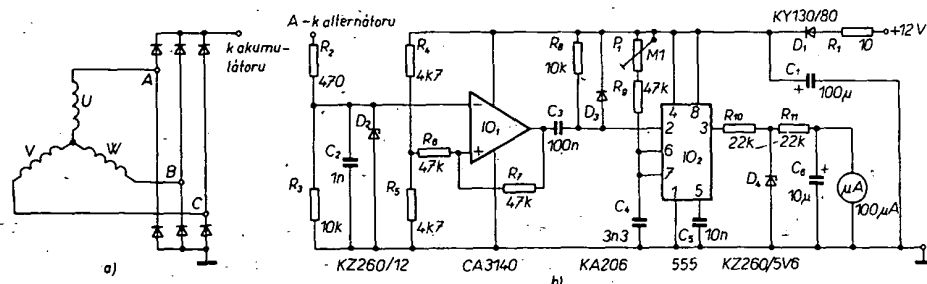 k akumu-
látoru
A
U
V
W
B
C
a)
A - k alternátoru
R2
470
R3
10k
C2
1n
D2
R4
4k7
R5
4k7
R6
47k
IO1
R7
47k
C3
100n
R8
10k
D3
P1
M1
R9
47k
C4
3n3
4
8
2
3
6
7
IO2
1
5
C5
10n
R10
22k
R11
22k
D4
C6
10µ
µA
100µA
KY130/80
D1
R1
10
+12V
C1
100µ
KZ260/12
CA3140
KA206
555
KZ260/5V6
b)